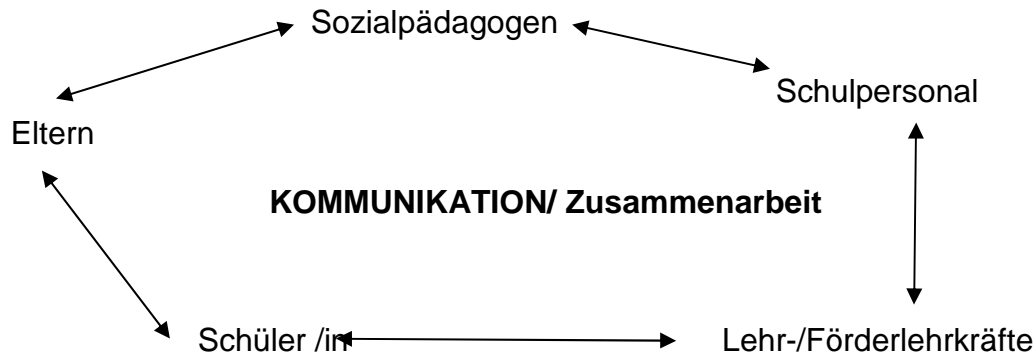 Sozialpädagogen
Schulpersonal
Eltern
KOMMUNIKATION/ Zusammenarbeit
Schüler /in
Lehr-/Förderlehrkräfte